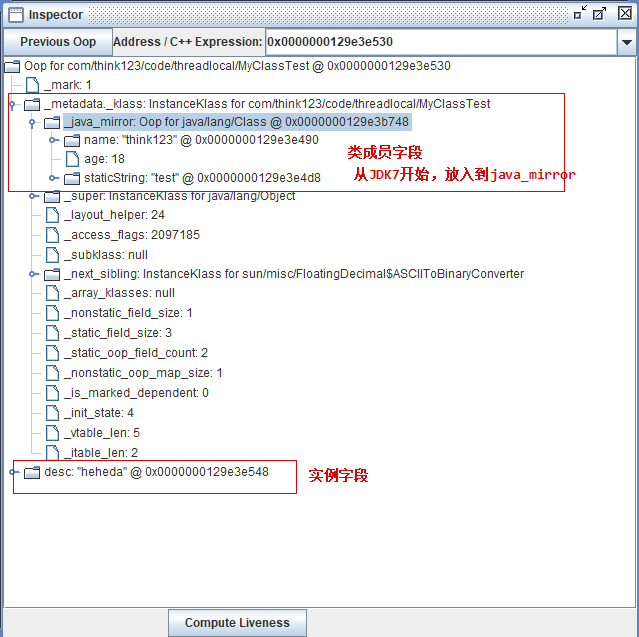 Inspector
Previous Oop Address / C++ Expression: 0x0000000129e3e530
Oop for com/think123/code/threadlocal/MyClassTest @ 0x0000000129e3e530
_mark: 1
_metadata._klass: InstanceKlass for com/think123/code/threadlocal/MyClassTest
_java_mirror: Oop for java/lang/Class @ 0x0000000129e3b748
name: "think123" @ 0x0000000129e3e490
类成员字段
age: 18
从JDK7开始，放入到java_mirror
staticString: "test" @ 0x0000000129e3e4d8
_super: InstanceKlass for java/lang/Object
_layout_helper: 24
_access_flags: 2097185
_subklass: null
_next_sibling: InstanceKlass for sun/misc/FloatingDecimal$ASCIIToBinaryConverter
_array_klasses: null
_nonstatic_field_size: 1
_static_field_size: 3
_static_oop_field_count: 2
_nonstatic_oop_map_size: 1
_is_marked_dependent: 0
_init_state: 4
_vtable_len: 5
_itable_len: 2
desc: "heheda" @ 0x0000000129e3e548
实例字段
Compute Liveness